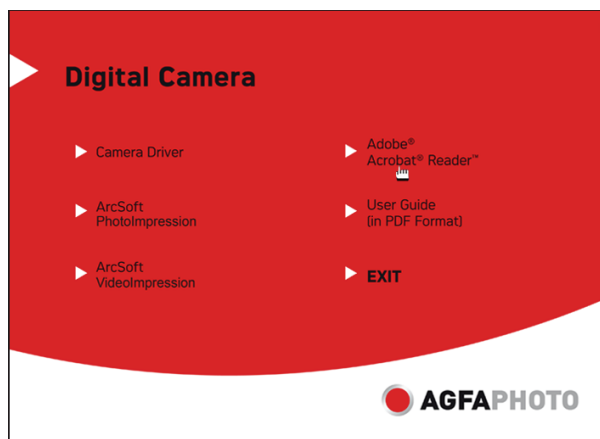 Digital Camera
Camera Driver
ArcSoft
PhotoImpression
ArcSoft
VideoImpression
Adobe®
Acrobat® Reader™
User Guide
(in PDF Format)
EXIT
AGFAPHOTO